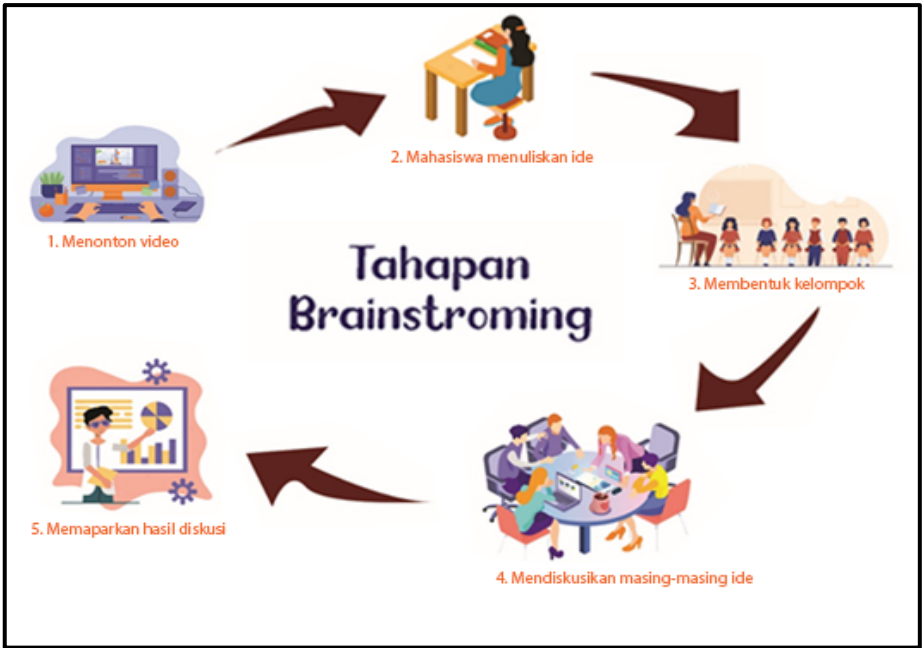 Tahapan
Brainstroming
1. Menonton video
2. Mahasiswa menuliskan ide
3. Membentuk kelompok
4. Mendiskusikan masing-masing ide
5. Memaparkan hasil diskusi